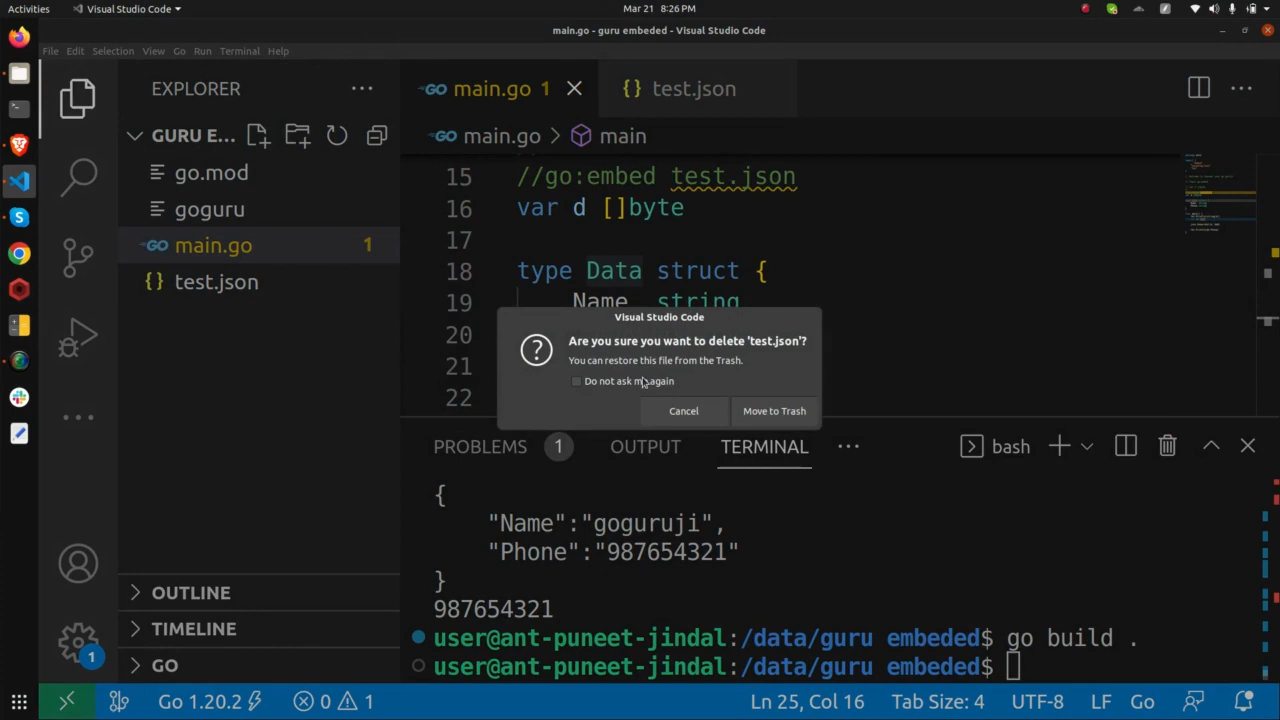 Activities
Visual Studio Code
Mar 21 8:26 PM
main.go - guru embeded - Visual Studio Code
File Edit Selection View Go Run Terminal Help
EXPLORER
GURU E...
go.mod
goguru
main.go 1
test.json
OUTLINE
TIMELINE
GO
main.go 1
test.json
main.go > main
15 //go:embed test.json
16 var d []byte
17
18 type Data struct {
19 Name string
20
21
22
Visual Studio Code
Are you sure you want to delete 'test.json'?
You can restore this file from the Trash.
Do not ask me again
Cancel
Move to Trash
PROBLEMS 1 OUTPUT TERMINAL
bash
{
"Name":"goguruji",
"Phone":"987654321"
}
987654321
user@ant-puneet-jindal:/data/guru embeded$ go build .
user@ant-puneet-jindal:/data/guru embeded$
1
Go 1.20.2
0 1
Ln 25, Col 16
Tab Size: 4
UTF-8
LF
Go